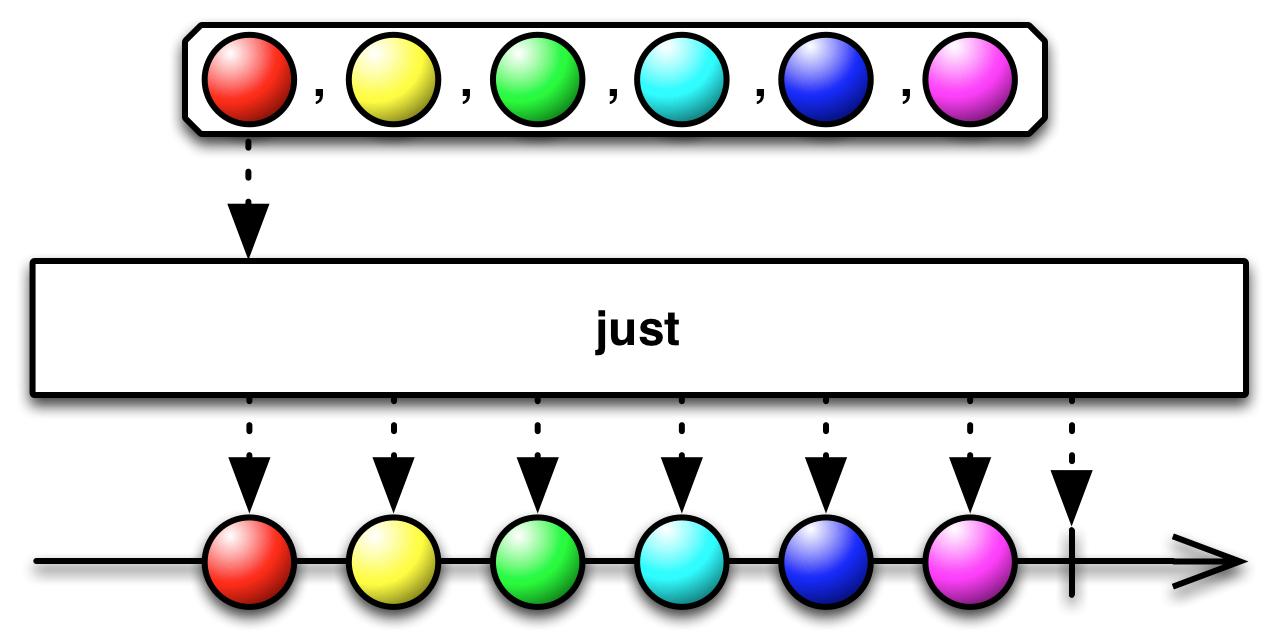 , , , , ,
just